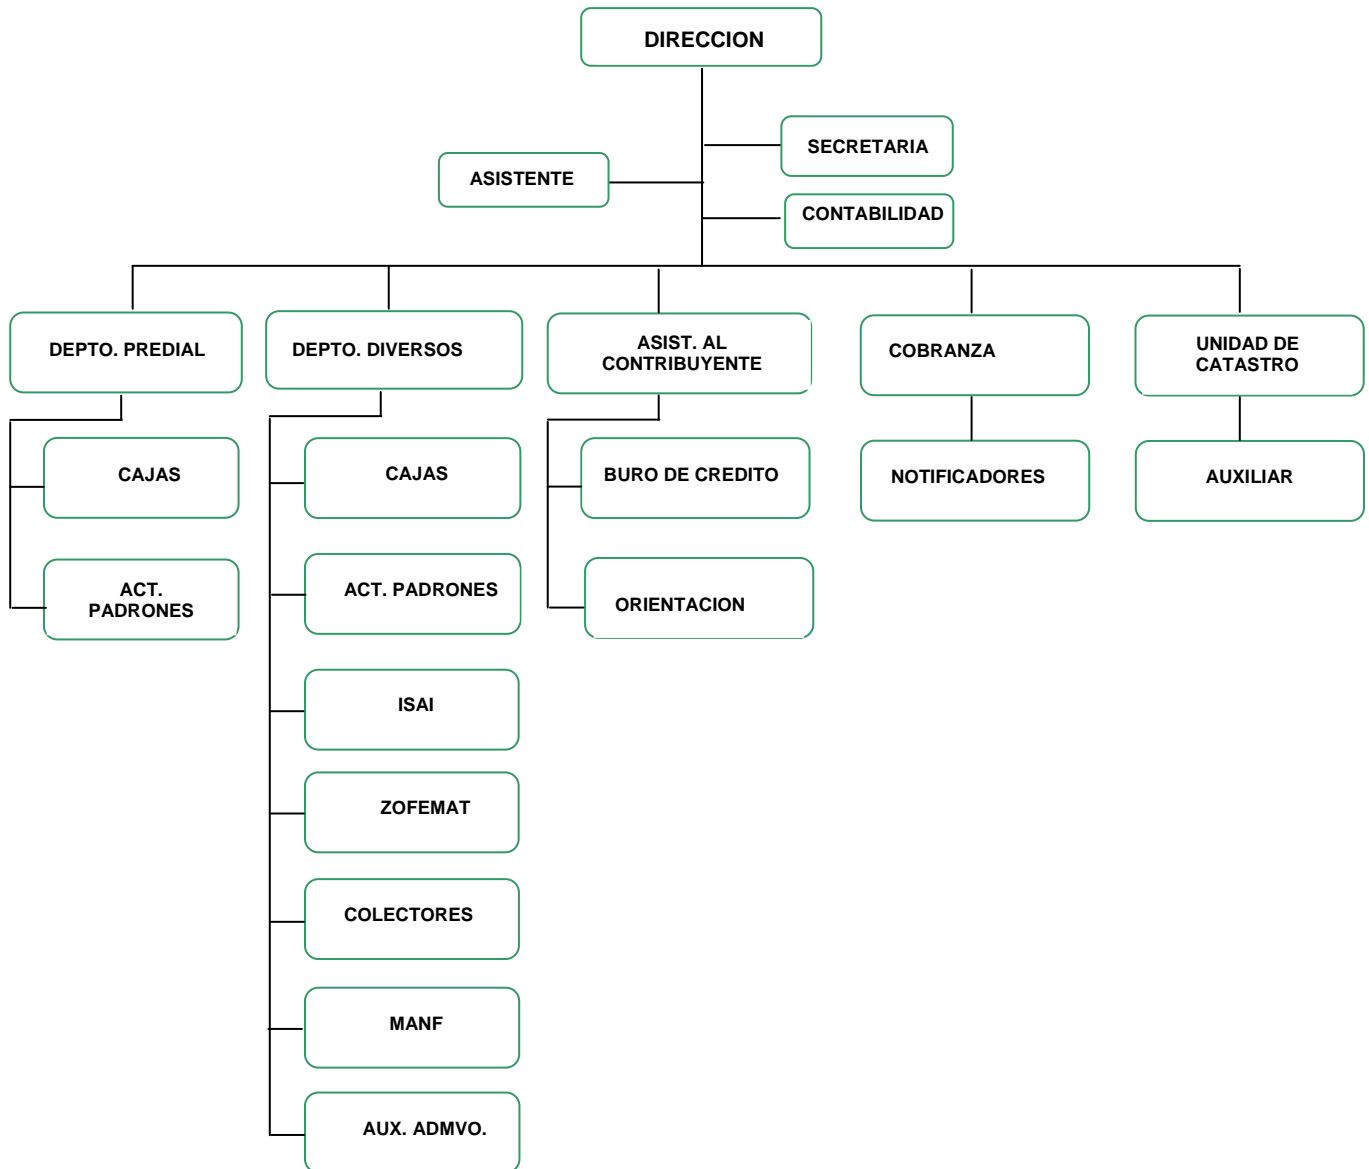 DIRECCION
SECRETARIA
ASISTENTE
CONTABILIDAD
DEPTO. PREDIAL
DEPTO. DIVERSOS
ASIST. AL
CONTRIBUYENTE
COBRANZA
UNIDAD DE
CATASTRO
CAJAS
CAJAS
BURO DE CREDITO
NOTIFICADORES
AUXILIAR
ACT.
PADRONES
ACT. PADRONES
ORIENTACION
ISAI
ZOFEMAT
COLECTORES
MANF
AUX. ADMVO.